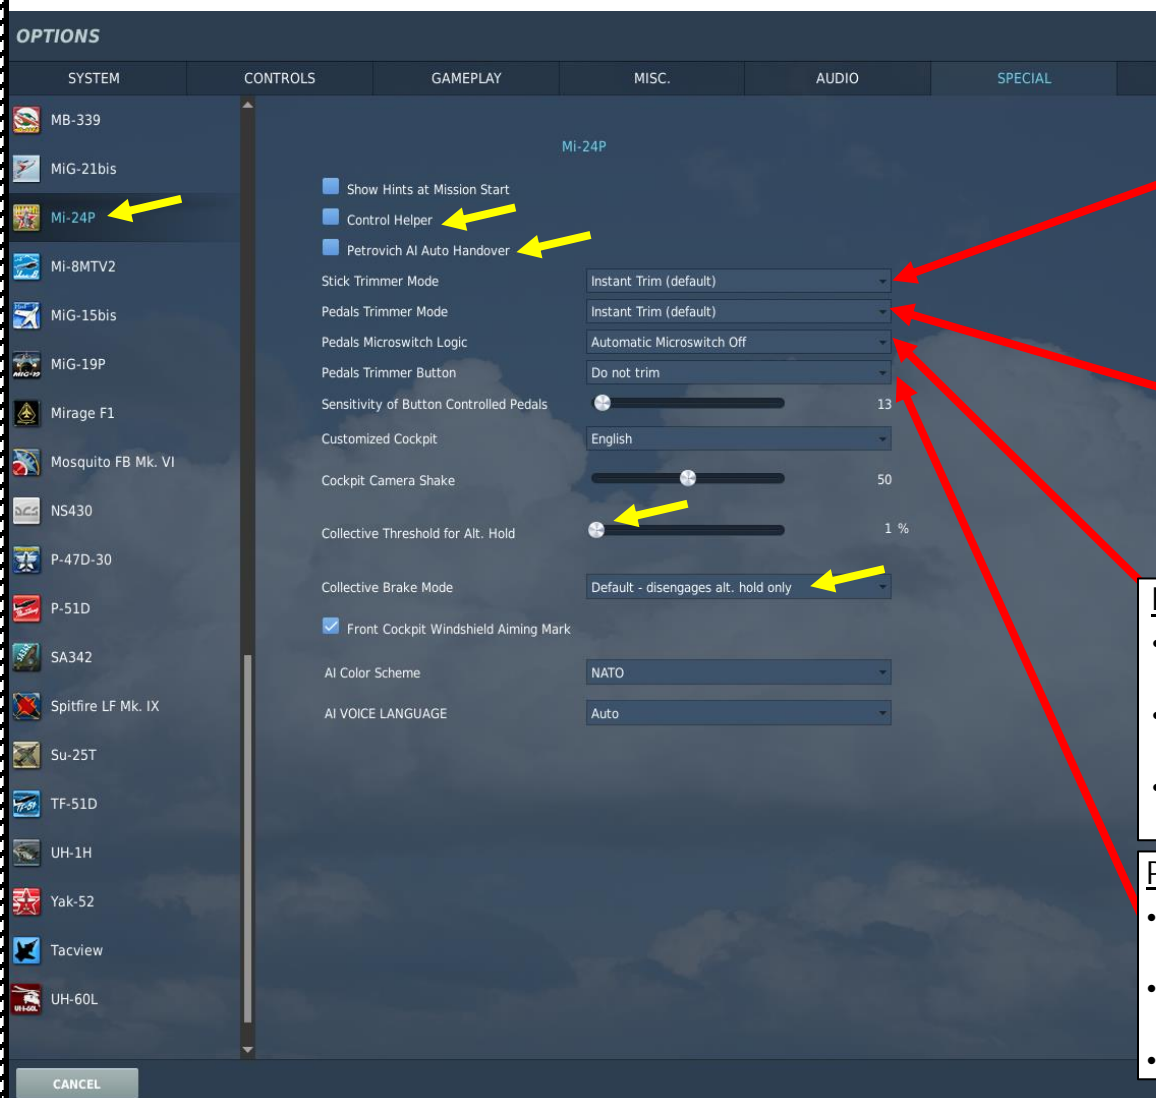 OPTIONS
SYSTEM CONTROLS GAMEPLAY MISC. AUDIO SPECIAL
MB-339
MiG-21bis
Mi-24P
Mi-8MTV2
MiG-15bis
MiG-19P
Mirage F1
Mosquito FB Mk. VI
NS430
P-47D-30
P-51D
SA342
Spitfire LF Mk. IX
Su-25T
TF-51D
UH-1H
Yak-52
Tacview
UH-60L
Mi-24P
Show Hints at Mission Start
Control Helper
Petrovich AI Auto Handover
Stick Trimmer Mode Instant Trim (default)
Pedals Trimmer Mode Instant Trim (default)
Pedals Microswitch Logic Automatic Microswitch Off
Pedals Trimmer Button Do not trim
Sensitivity of Button Controlled Pedals 13
Customized Cockpit English
Cockpit Camera Shake 50
Collective Threshold for Alt. Hold 1 %
Collective Brake Mode Default - disengages alt. hold only
Front Cockpit Windshield Aiming Mark
AI Color Scheme NATO
AI VOICE LANGUAGE Auto
CANCEL